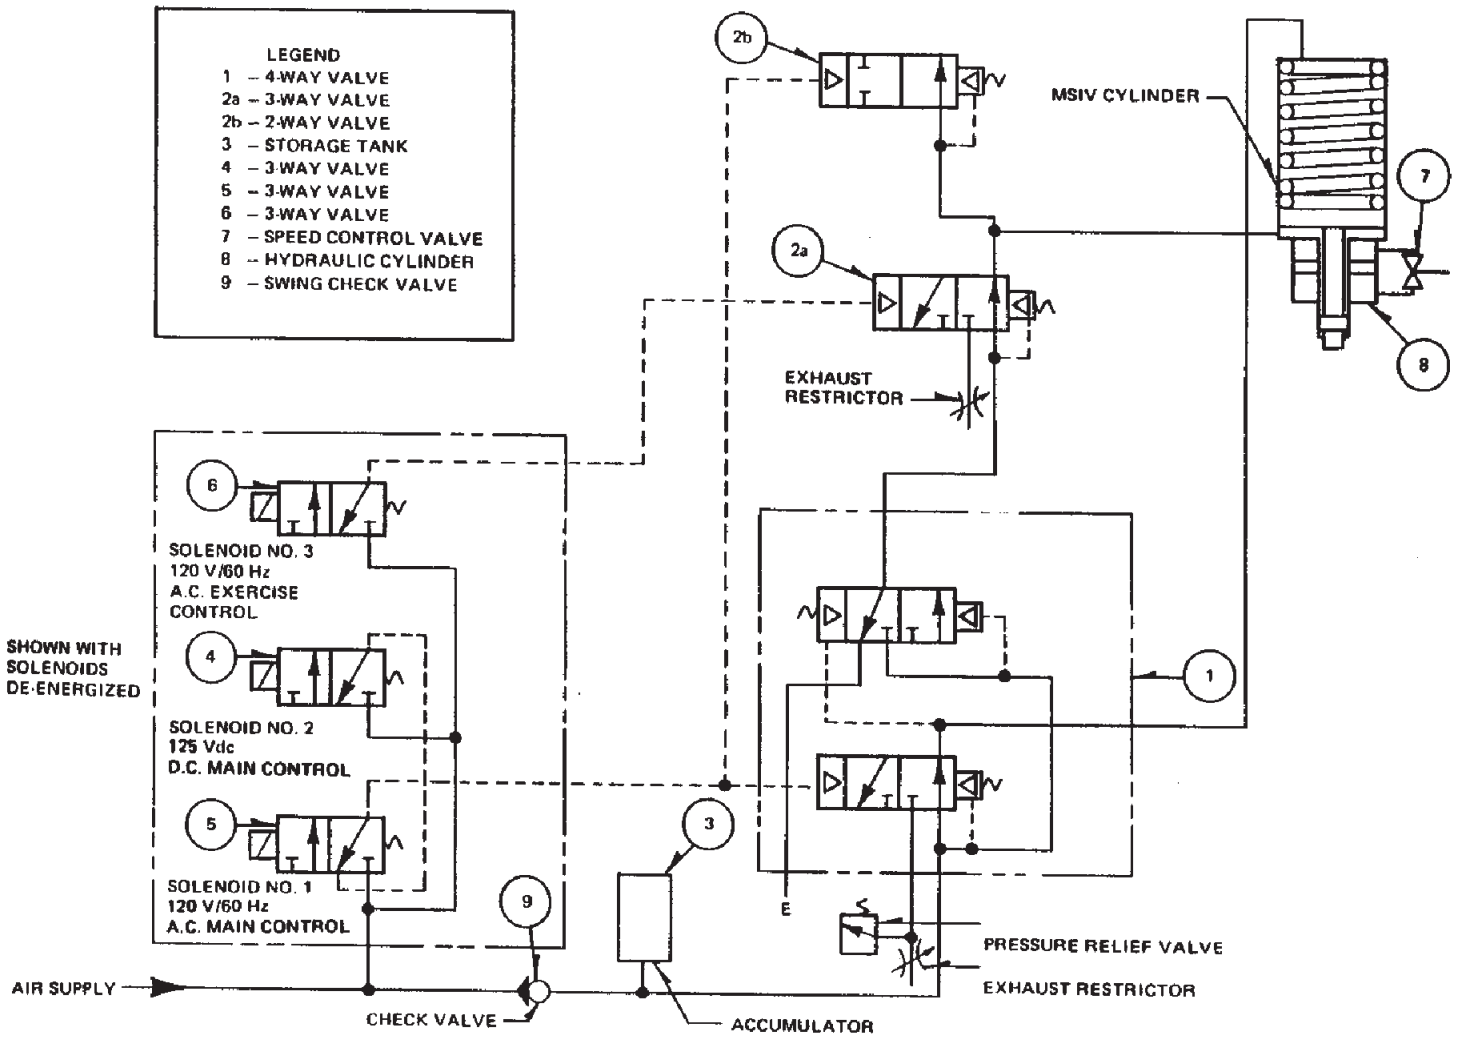 LEGEND
1 – 4-WAY VALVE
2a – 3-WAY VALVE
2b – 2-WAY VALVE
3 – STORAGE TANK
4 – 3-WAY VALVE
5 – 3-WAY VALVE
6 – 3-WAY VALVE
7 – SPEED CONTROL VALVE
8 – HYDRAULIC CYLINDER
9 – SWING CHECK VALVE
2b
MSIV CYLINDER
7
2a
EXHAUST
RESTRICTOR
8
6
SOLENOID NO. 3
120 V/60 Hz
A.C. EXERCISE
CONTROL
SHOWN WITH
SOLENOIDS
DE-ENERGIZED
4
SOLENOID NO. 2
125 Vdc
D.C. MAIN CONTROL
1
5
SOLENOID NO. 1
120 V/60 Hz
A.C. MAIN CONTROL
3
9
E
PRESSURE RELIEF VALVE
EXHAUST RESTRICTOR
AIR SUPPLY
CHECK VALVE
ACCUMULATOR